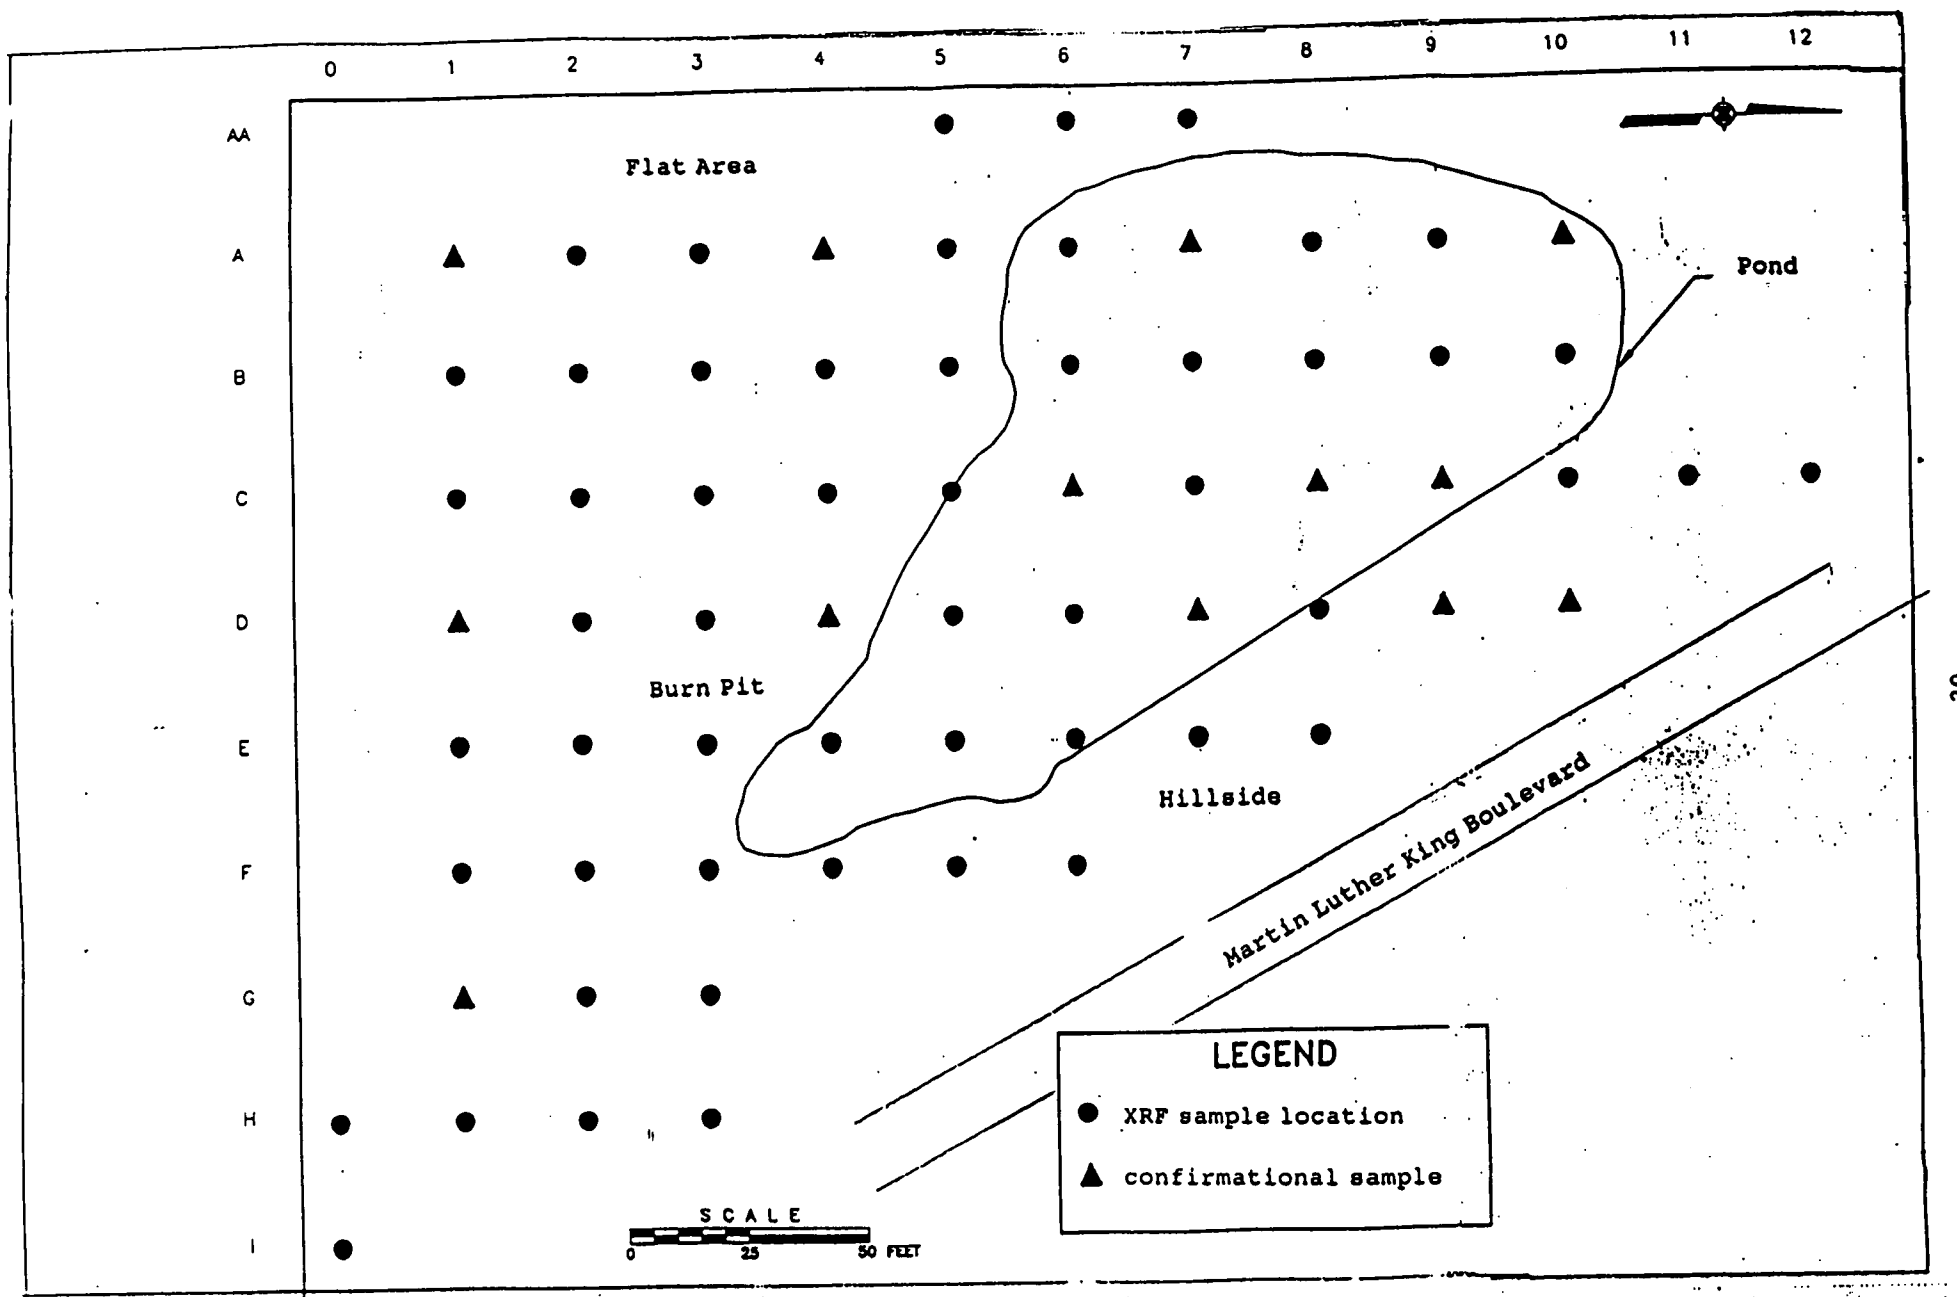 0 1 2 3 4 5 6 7 8 9 10 11 12
AA
Flat Area
A
Pond
B
C
D
Burn Pit
E
Hillside
F
Martin Luther King Boulevard
G
LEGEND
H
XRF sample location
confirmational sample
SCALE
I
0 25 50 FEET